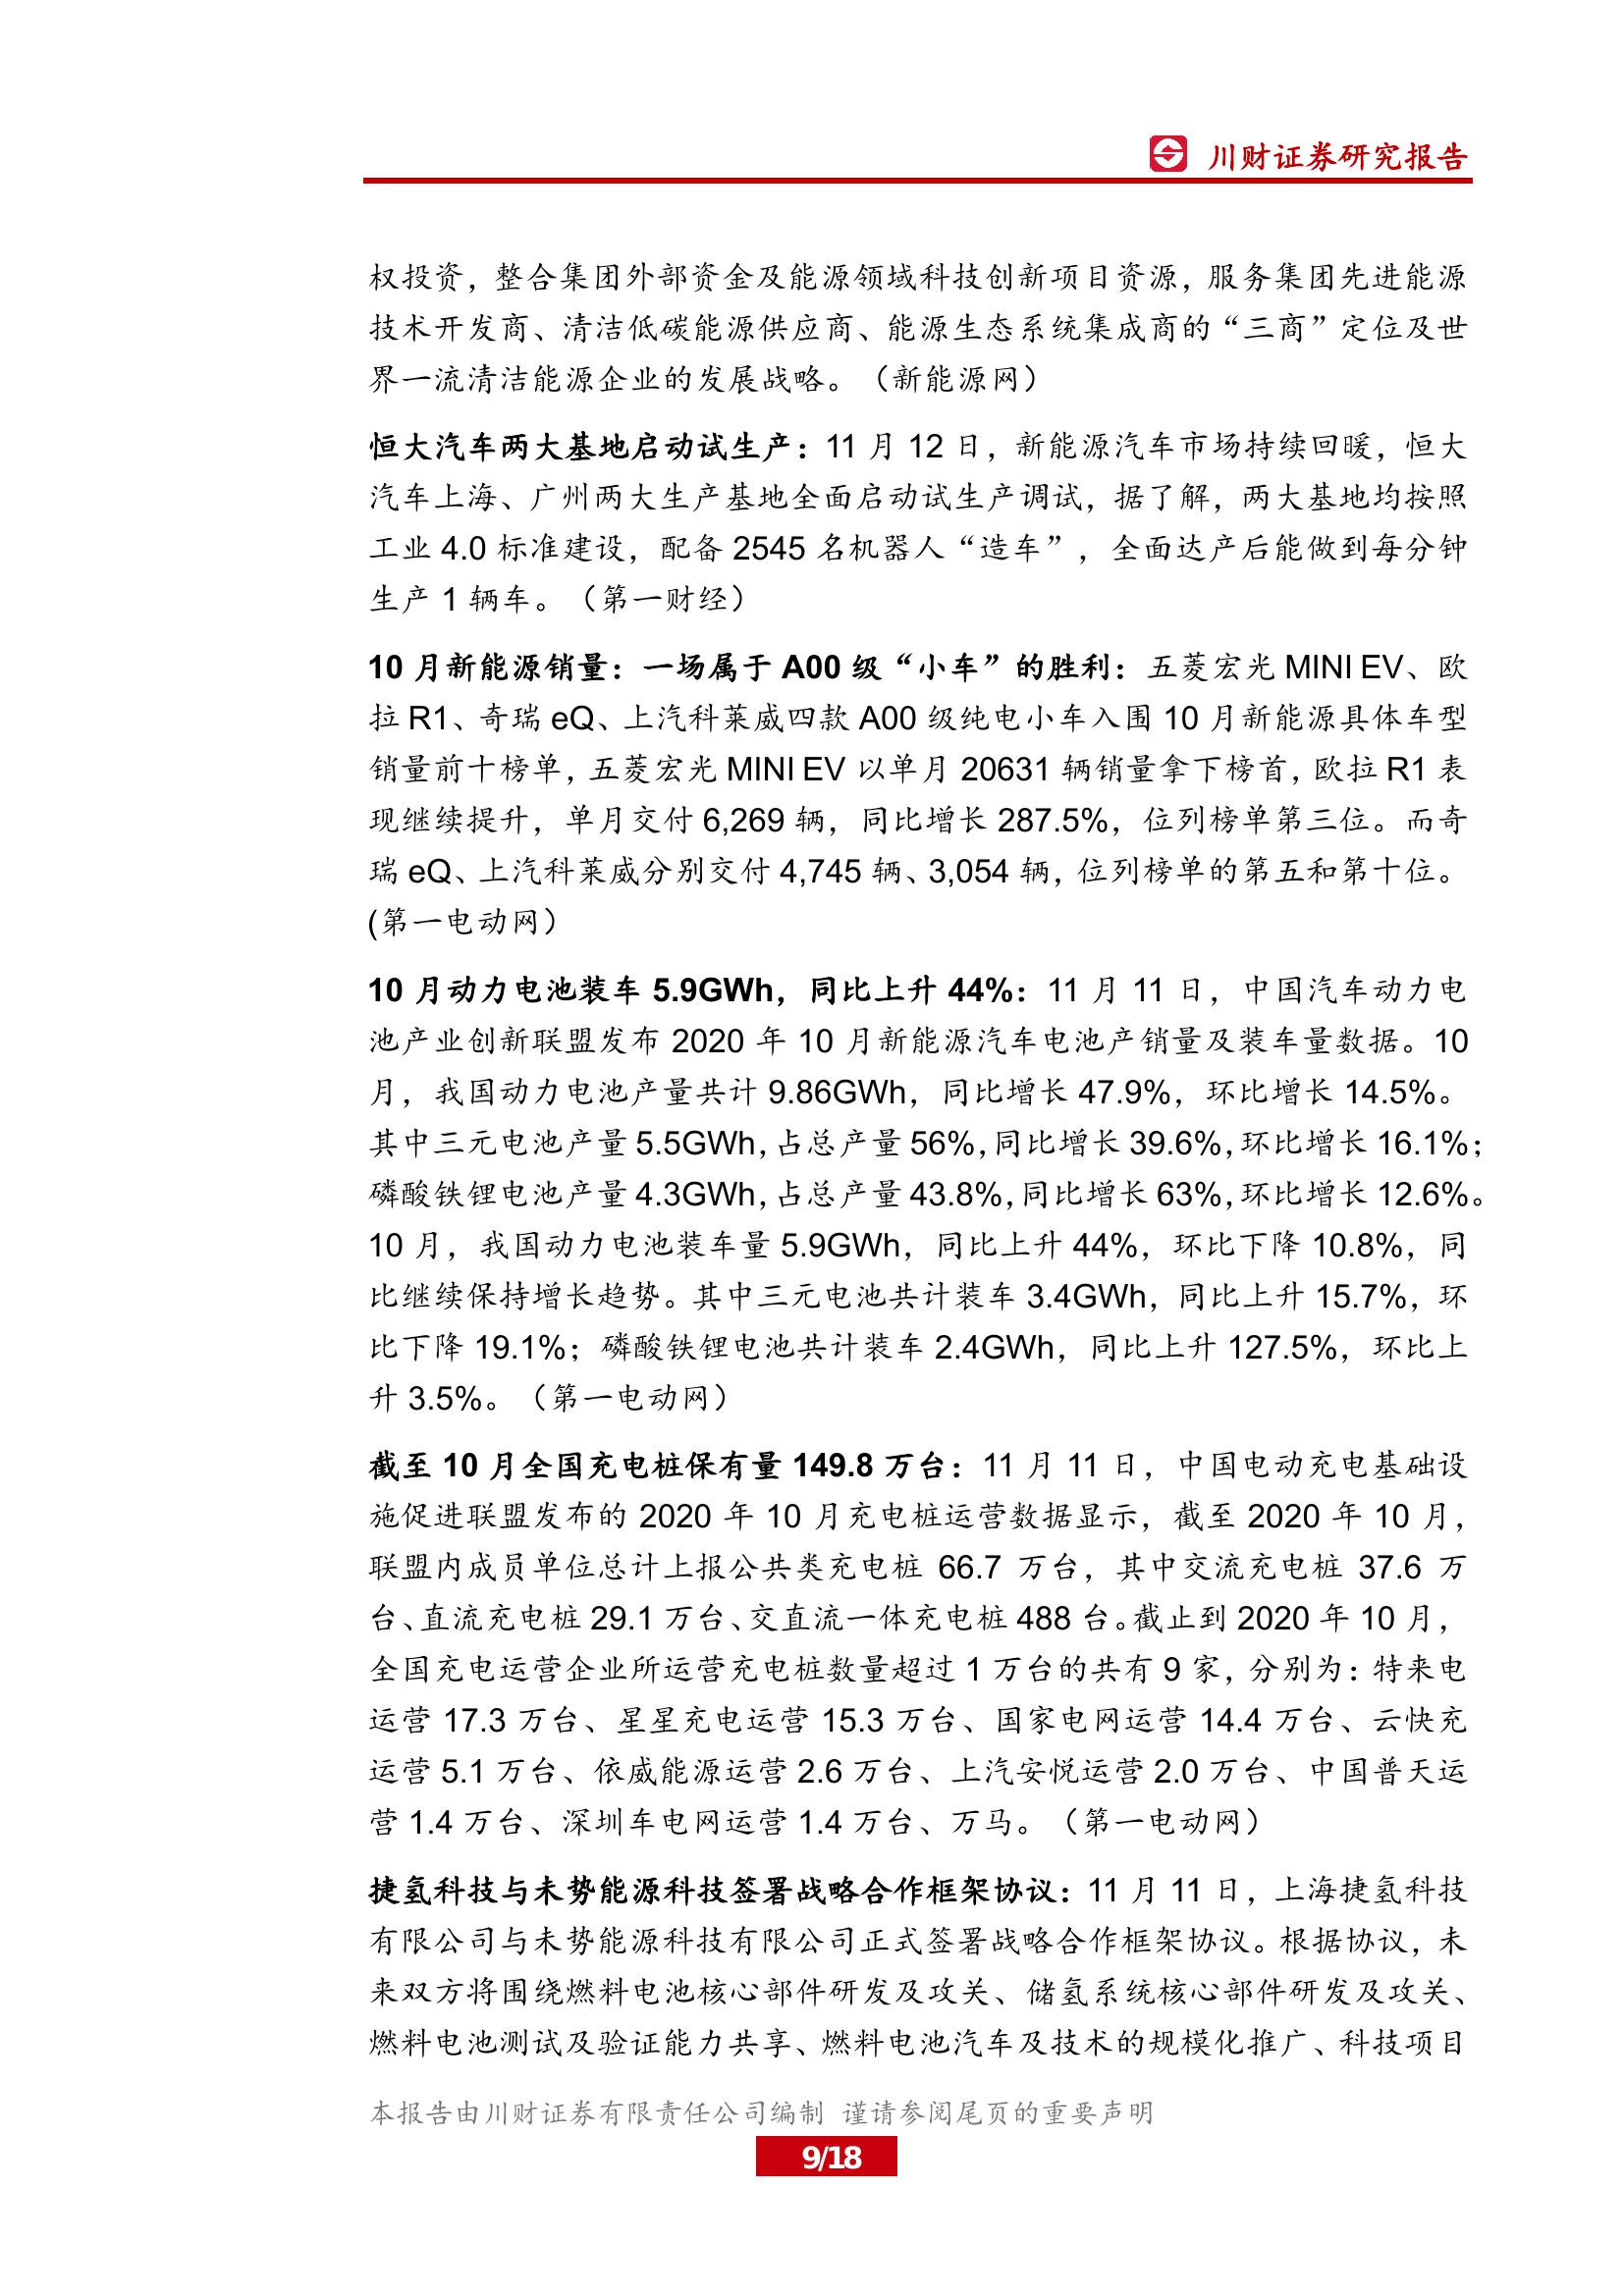 川财证券研究报告
权投资，整合集团外部资金及能源领域科技创新项目资源，服务集团先进能源
技术开发商、清洁低碳能源供应商、能源生态系统集成商的“三商”定位及世
界一流清洁能源企业的发展战略。（新能源网）
恒大汽车两大基地启动试生产：11 月 12 日，新能源汽车市场持续回暖，恒大
汽车上海、广州两大生产基地全面启动试生产调试，据了解，两大基地均按照
工业 4.0 标准建设，配备 2545 名机器人“造车”，全面达产后能做到每分钟
生产 1 辆车。（第一财经）
10 月新能源销量：一场属于 A00 级“小车”的胜利：五菱宏光 MINI EV、欧
拉 R1、奇瑞 eQ、上汽科莱威四款 A00 级纯电小车入围 10 月新能源具体车型
销量前十榜单，五菱宏光 MINI EV 以单月 20631 辆销量拿下榜首，欧拉 R1 表
现继续提升，单月交付 6,269 辆，同比增长 287.5%，位列榜单第三位。而奇
瑞 eQ、上汽科莱威分别交付 4,745 辆、3,054 辆，位列榜单的第五和第十位。
(第一电动网）
10 月动力电池装车 5.9GWh，同比上升 44%：11 月 11 日，中国汽车动力电
池产业创新联盟发布 2020 年 10 月新能源汽车电池产销量及装车量数据。10
月，我国动力电池产量共计 9.86GWh，同比增长 47.9%，环比增长 14.5%。
其中三元电池产量 5.5GWh，占总产量 56%，同比增长 39.6%，环比增长 16.1%；
磷酸铁锂电池产量 4.3GWh，占总产量 43.8%，同比增长 63%，环比增长 12.6%。
10 月，我国动力电池装车量 5.9GWh，同比上升 44%，环比下降 10.8%，同
比继续保持增长趋势。其中三元电池共计装车 3.4GWh，同比上升 15.7%，环
比下降 19.1%；磷酸铁锂电池共计装车 2.4GWh，同比上升 127.5%，环比上
升 3.5%。（第一电动网）
截至 10 月全国充电桩保有量 149.8 万台：11 月 11 日，中国电动充电基础设
施促进联盟发布的 2020 年 10 月充电桩运营数据显示，截至 2020 年 10 月，
联盟内成员单位总计上报公共类充电桩 66.7 万台，其中交流充电桩 37.6 万
台、直流充电桩 29.1 万台、交直流一体充电桩 488 台。截止到 2020 年 10 月，
全国充电运营企业所运营充电桩数量超过 1 万台的共有 9 家，分别为：特来电
运营 17.3 万台、星星充电运营 15.3 万台、国家电网运营 14.4 万台、云快充
运营 5.1 万台、依威能源运营 2.6 万台、上汽安悦运营 2.0 万台、中国普天运
营 1.4 万台、深圳车电网运营 1.4 万台、万马。（第一电动网）
捷氢科技与未势能源科技签署战略合作框架协议：11 月 11 日，上海捷氢科技
有限公司与未势能源科技有限公司正式签署战略合作框架协议。根据协议，未
来双方将围绕燃料电池核心部件研发及攻关、储氢系统核心部件研发及攻关、
燃料电池测试及验证能力共享、燃料电池汽车及技术的规模化推广、科技项目
本报告由川财证券有限责任公司编制 谨请参阅尾页的重要声明
9/18